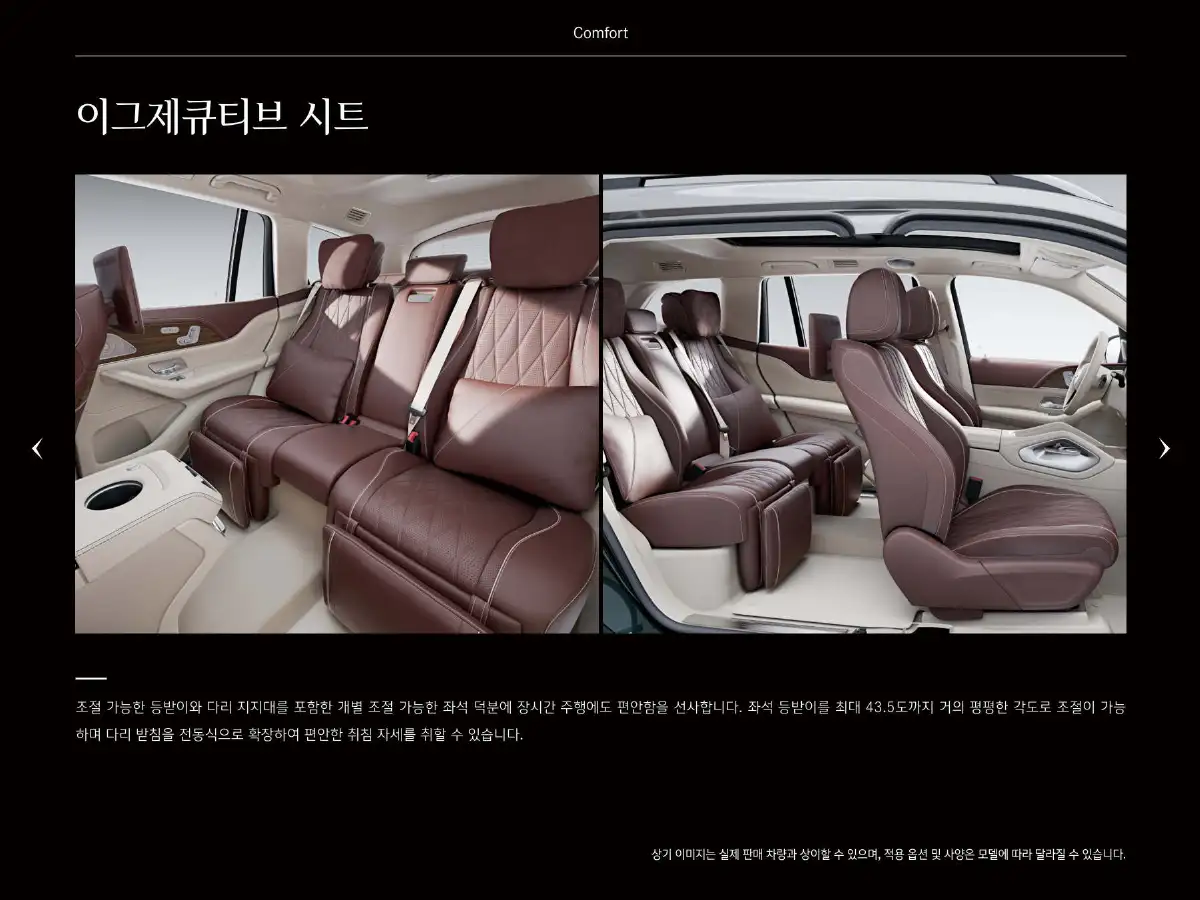 Comfort
이그제큐티브 시트
조절 가능한 등받이와 다리 지지대를 포함한 개별 조절 가능한 좌석 덕분에 장시간 주행에도 편안함을 선사합니다. 좌석 등받이를 최대 43.5도까지 거의 평평한 각도로 조절이 가능
하며 다리 받침을 전동식으로 확장하여 편안한 취침 자세를 취할 수 있습니다.
상기 이미지는 실제 판매 차량과 상이할 수 있으며, 적용 옵션 및 사양은 모델에 따라 달라질 수 있습니다.